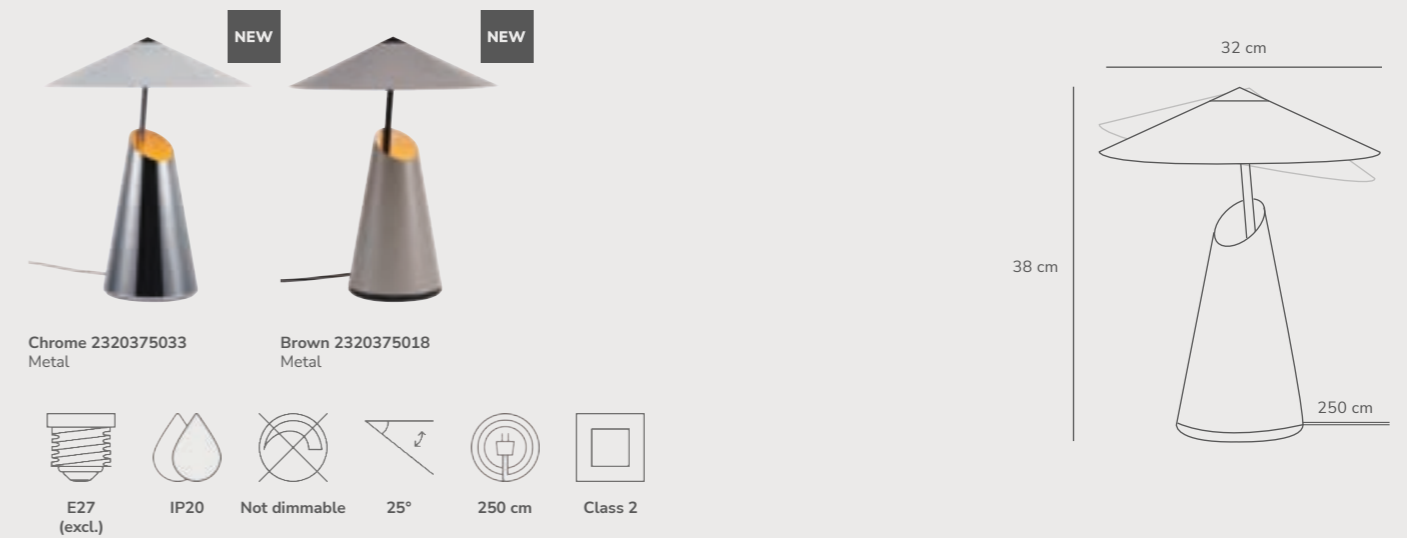 NEW
NEW
Chrome 2320375033
Metal
Brown 2320375018
Metal
E27
(excl.)
IP20
Not dimmable
25°
250 cm
Class 2
32 cm
38 cm
250 cm